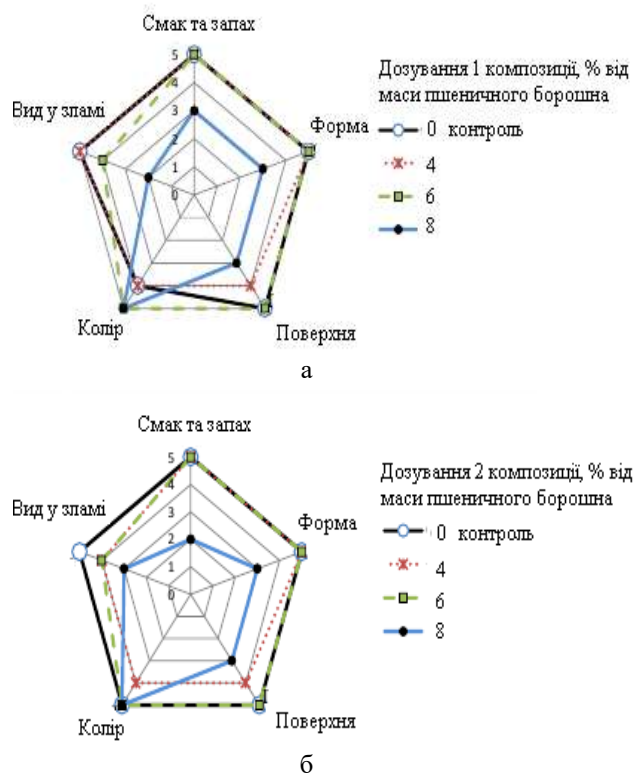 Смак та запах
5
4
3
2
1
0
Вид у зламі
Форма
Колір
Поверхня
Дозування 1 композиції, % від
маси пшеничного борошна
0 контроль
4
6
8
а
Смак та запах
5
4
3
2
1
0
Вид у зламі
Форма
Колір
Поверхня
Дозування 2 композиції, % від
маси пшеничного борошна
0 контроль
4
6
8
б